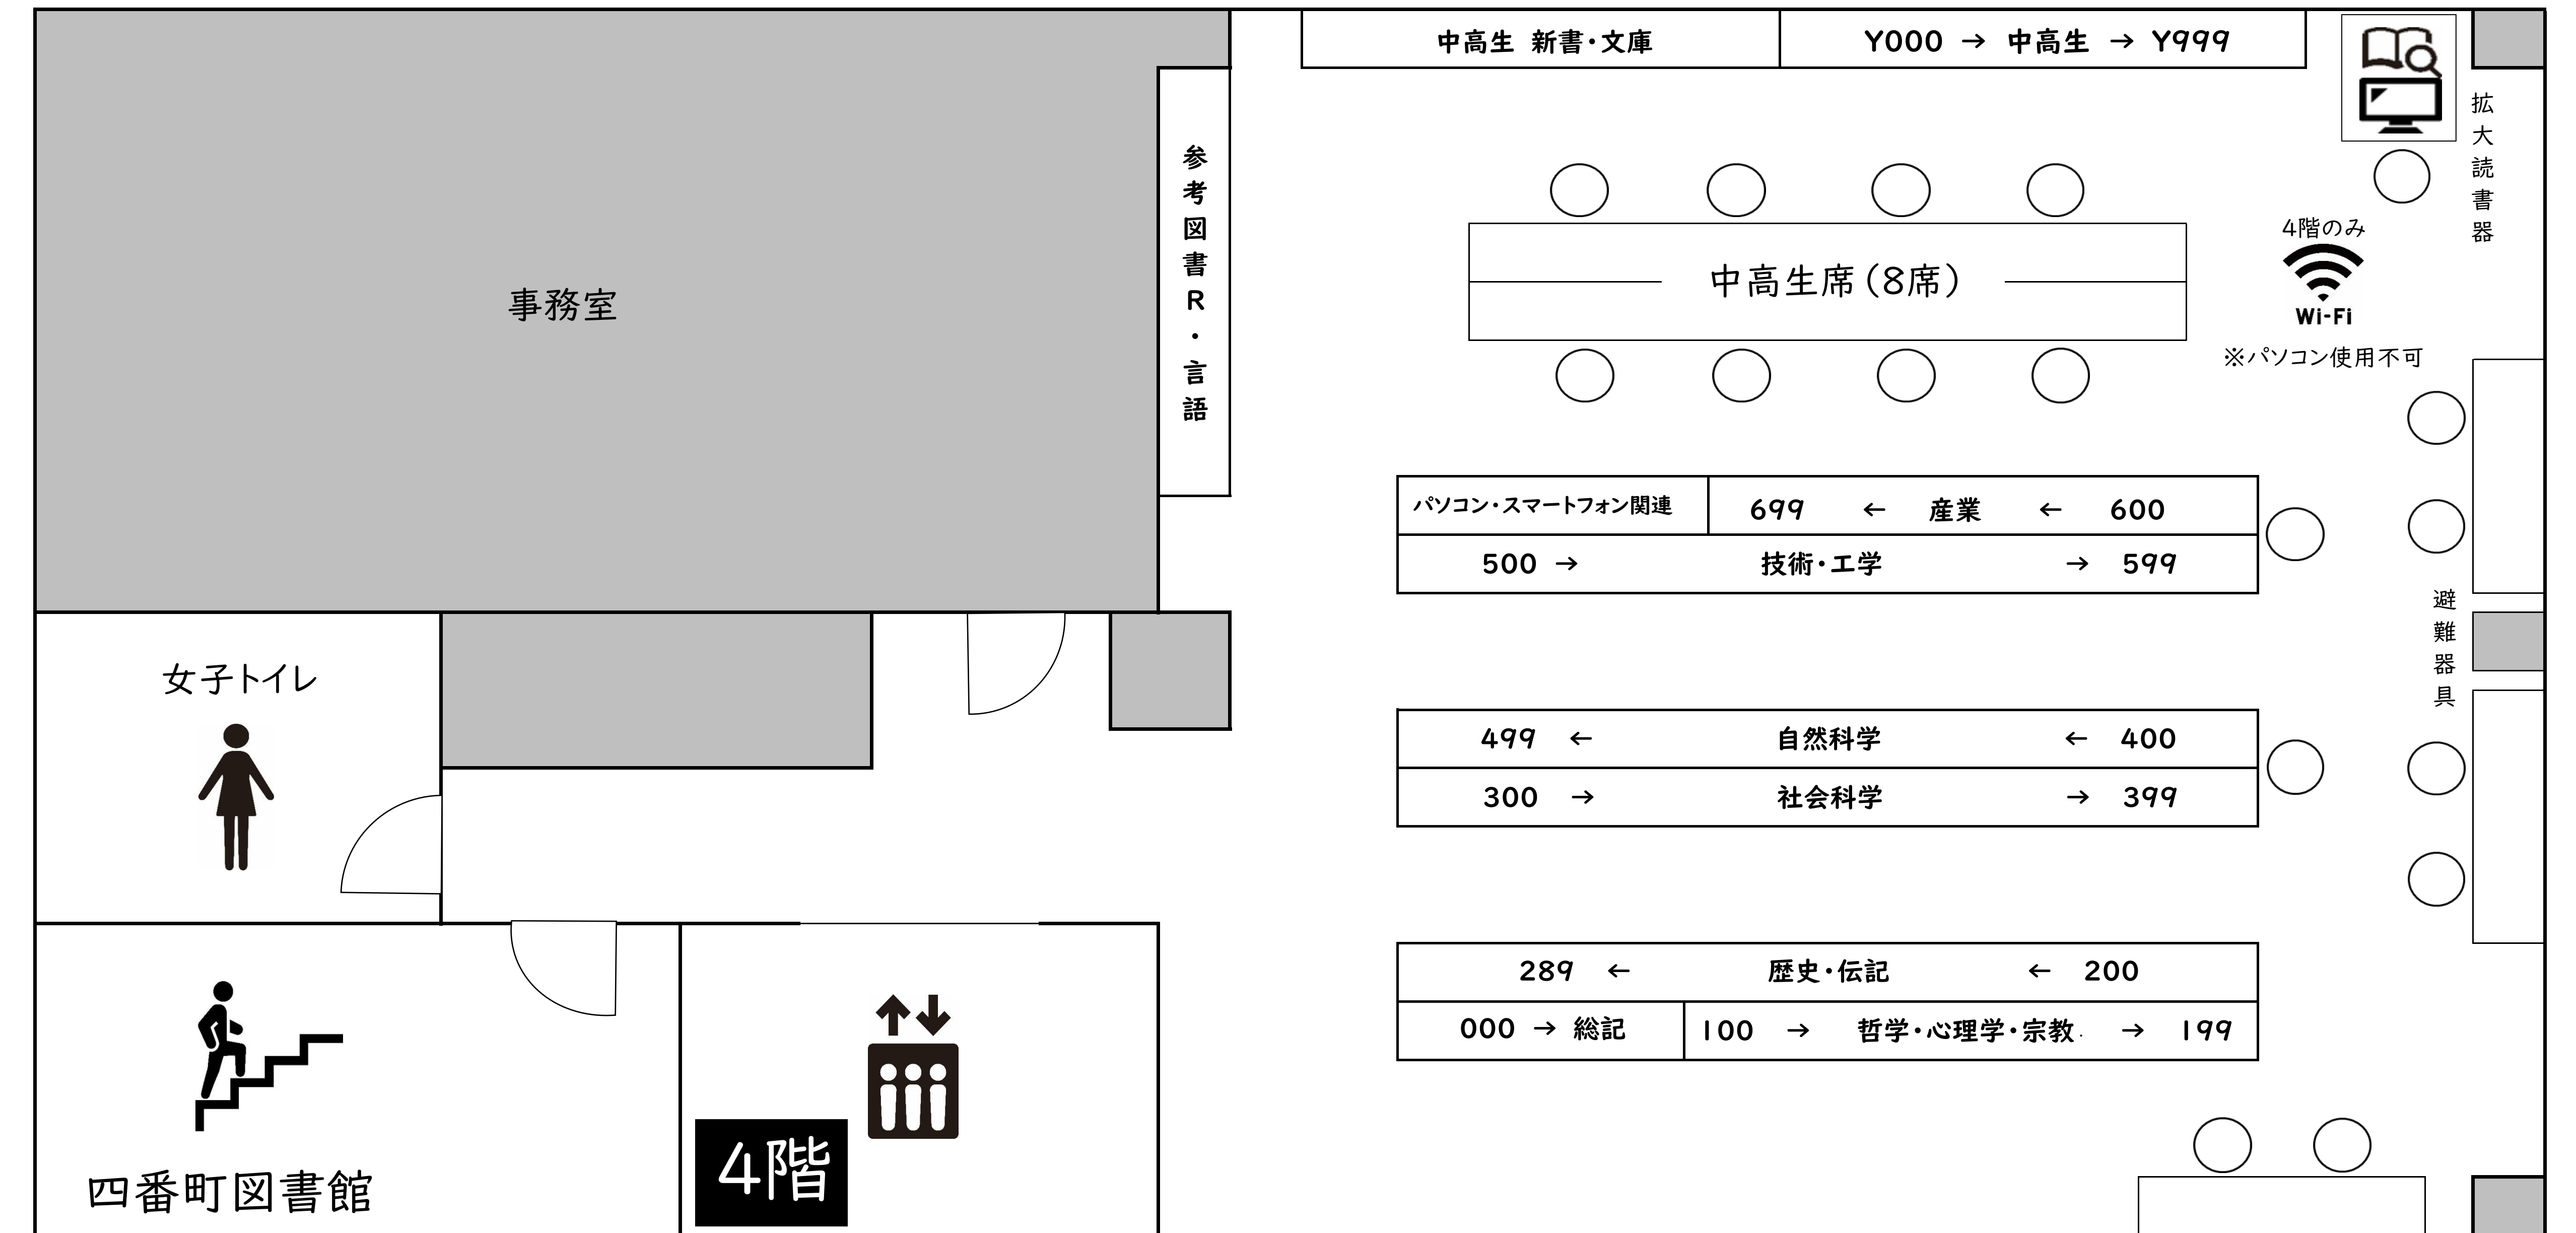 中高生 新書・文庫
Y000 → 中高生 → Y999
拡大読書器
参考図書R・言語
事務室
中高生席(8席)
4階のみ
Wi-Fi
※パソコン使用不可
パソコン・スマートフォン関連
699 ← 産業 ← 600
500 → 技術・工学 → 599
避難器具
女子トイレ
499 ← 自然科学 ← 400
300 → 社会科学 → 399
289 ← 歴史・伝記 ← 200
000 → 総記
100 → 哲学・心理学・宗教. → 199
4階
四番町図書館